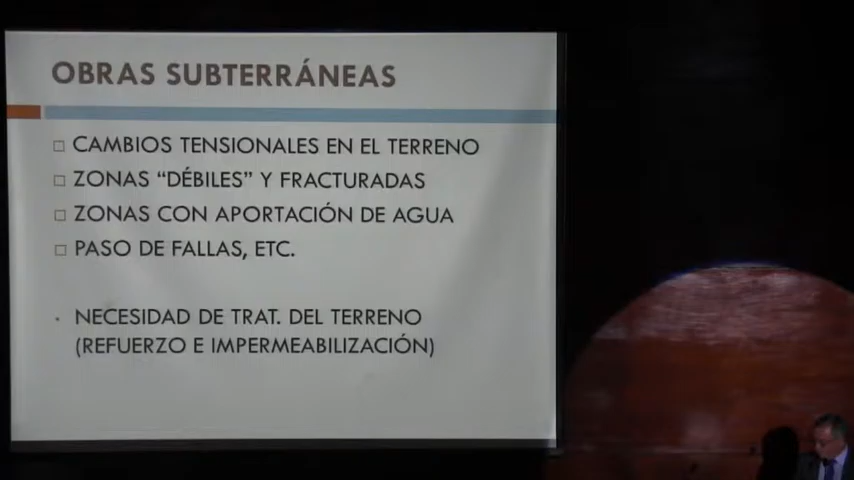 OBRAS SUBTERRÁNEAS
□ CAMBIOS TENSIONALES EN EL TERRENO
□ ZONAS “DÉBILES” Y FRACTURADAS
□ ZONAS CON APORTACIÓN DE AGUA
□ PASO DE FALLAS, ETC.
• NECESIDAD DE TRAT. DEL TERRENO
(REFUERZO E IMPERMEABILIZACIÓN)